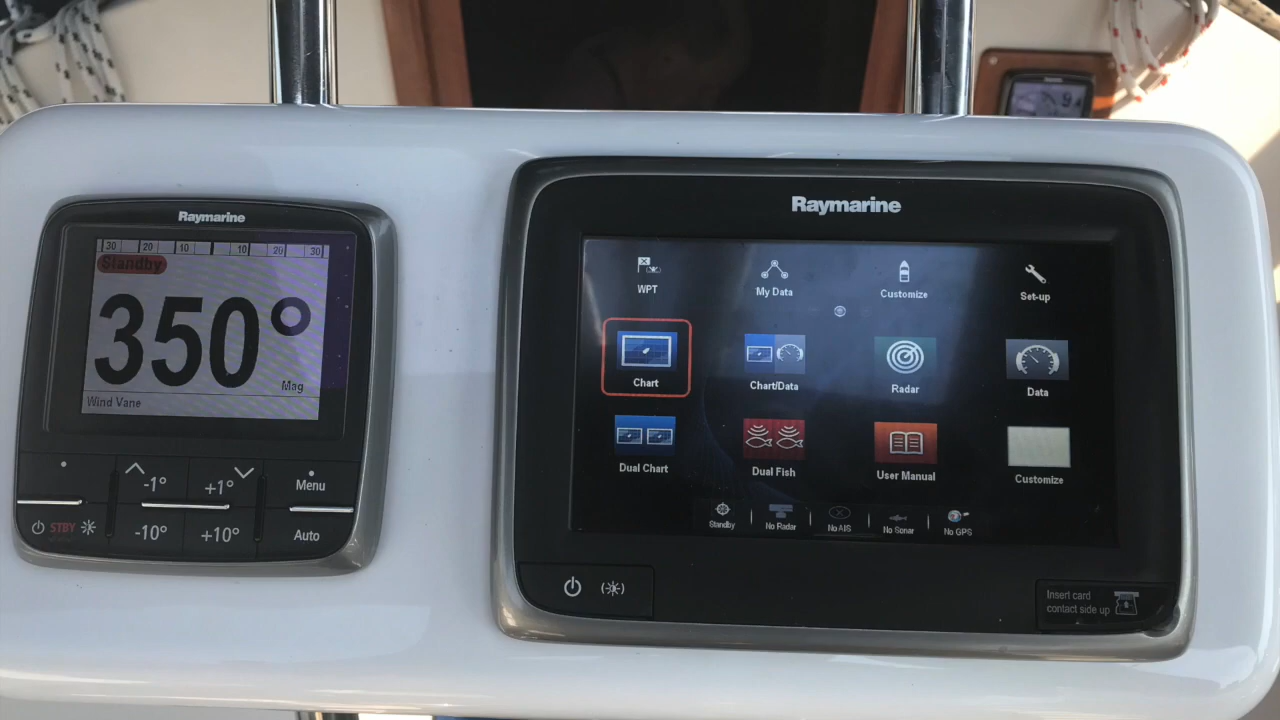 Raymarine
30 20 10 10 20 30
Standby
350°
Mag
Wind Vane
-1° +1° Menu
STBY -10° +10° Auto
Raymarine
WPT My Data Customize Set-up
Chart Chart/Data Radar Data
Dual Chart Dual Fish User Manual Customize
Standby No Radar No AIS No Sonar No GPS
Insert card
contact side up